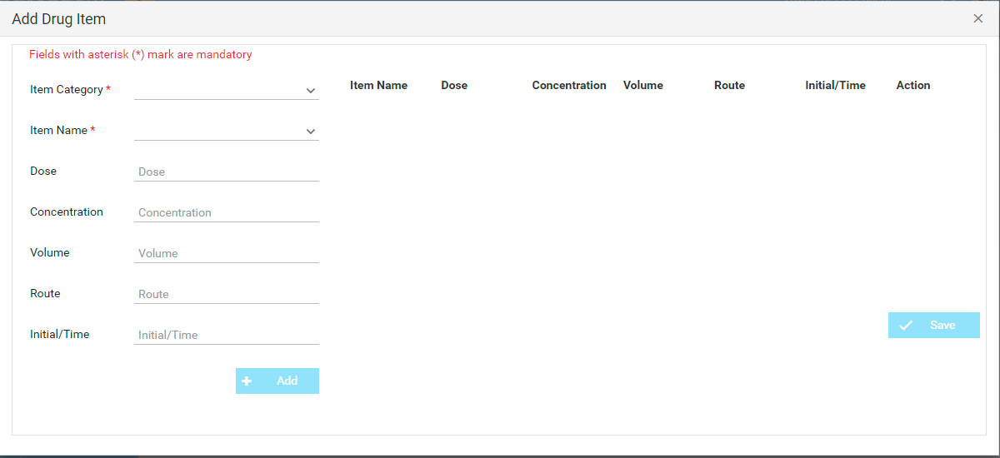 Add Drug Item
Fields with asterisk (*) mark are mandatory
Item Category *
Item Name *
Dose Dose
Concentration Concentration
Volume Volume
Route Route
Initial/Time Initial/Time
Add
Item Name Dose Concentration Volume Route Initial/Time Action
Save